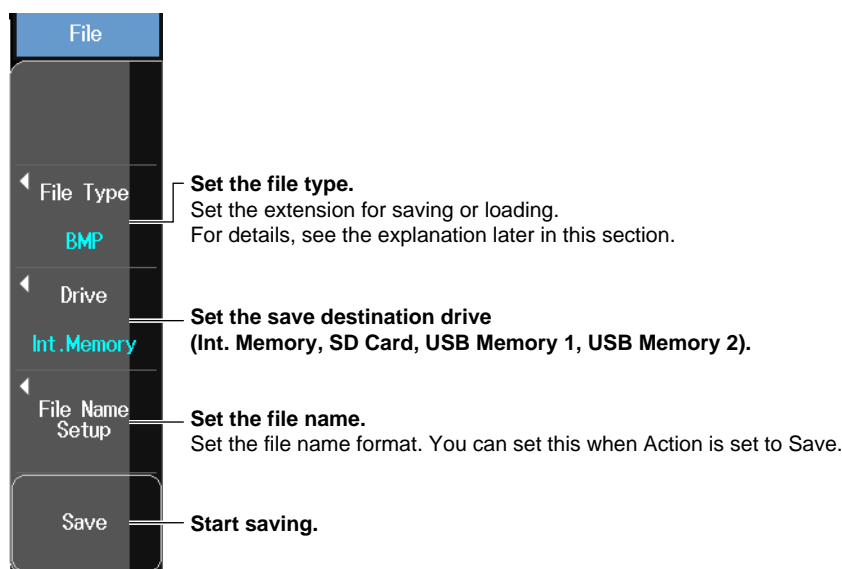 File
File Type
BMP
Set the file type.
Set the extension for saving or loading.
For details, see the explanation later in this section.
Drive
Int.Memory
Set the save destination drive
(Int. Memory, SD Card, USB Memory 1, USB Memory 2).
File Name
Setup
Set the file name.
Set the file name format. You can set this when Action is set to Save.
Save
Start saving.